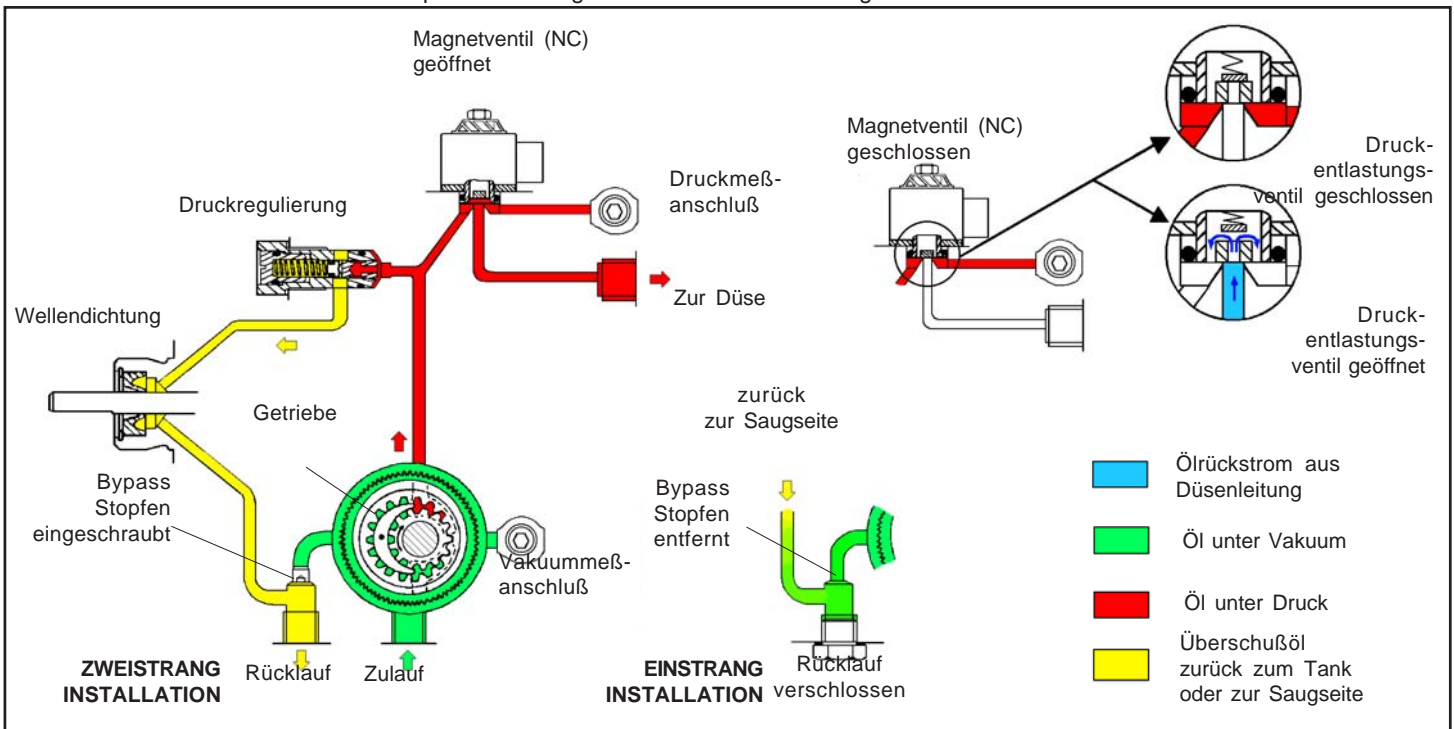 Magnetventil (NC)
geöffnet
Druckregulierung
Druckmeß-
anschluß
Zur Düse
Wellendichtung
Getriebe
Bypass
Stopfen
eingeschraubt
Vakuummeß-
anschluß
ZWEISTRANG
INSTALLATION
Rücklauf
Zulauf
Magnetventil (NC)
geschlossen
Druck-
entlastungs-
ventil geschlossen
Druck-
entlastungs-
ventil geöffnet
zurück
zur Saugseite
Bypass
Stopfen
entfernt
EINSTRANG
INSTALLATION
Rücklauf
verschlossen
Ölrückstrom aus
Düsenleitung
Öl unter Vakuum
Öl unter Druck
Überschußöl
zurück zum Tank
oder zur Saugseite